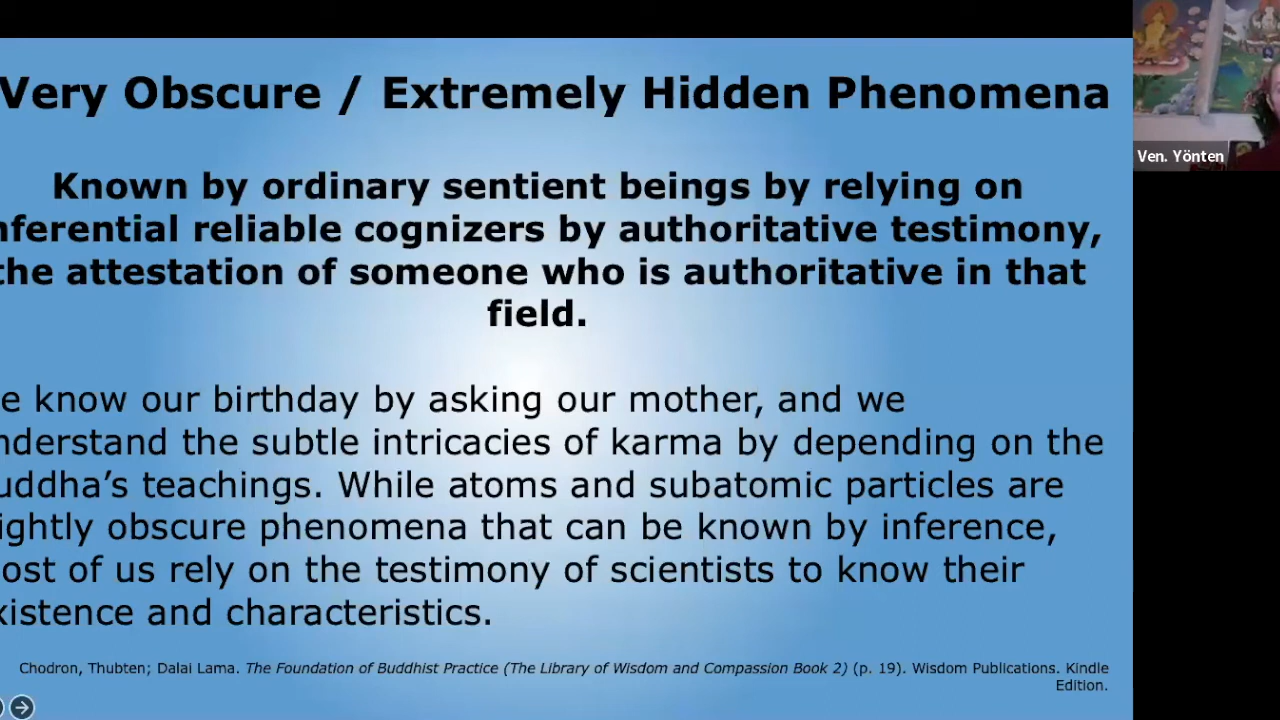 Very Obscure / Extremely Hidden Phenomena
Known by ordinary sentient beings by relying on
nferential reliable cognizers by authoritative testimony,
the attestation of someone who is authoritative in that
field.
e know our birthday by asking our mother, and we
nderstand the subtle intricacies of karma by depending on the
uddha’s teachings. While atoms and subatomic particles are
ightly obscure phenomena that can be known by inference,
ost of us rely on the testimony of scientists to know their
xistence and characteristics.
Chodron, Thubten; Dalai Lama. The Foundation of Buddhist Practice (The Library of Wisdom and Compassion Book 2) (p. 19). Wisdom Publications. Kindle
Edition.
Ven. Yönten